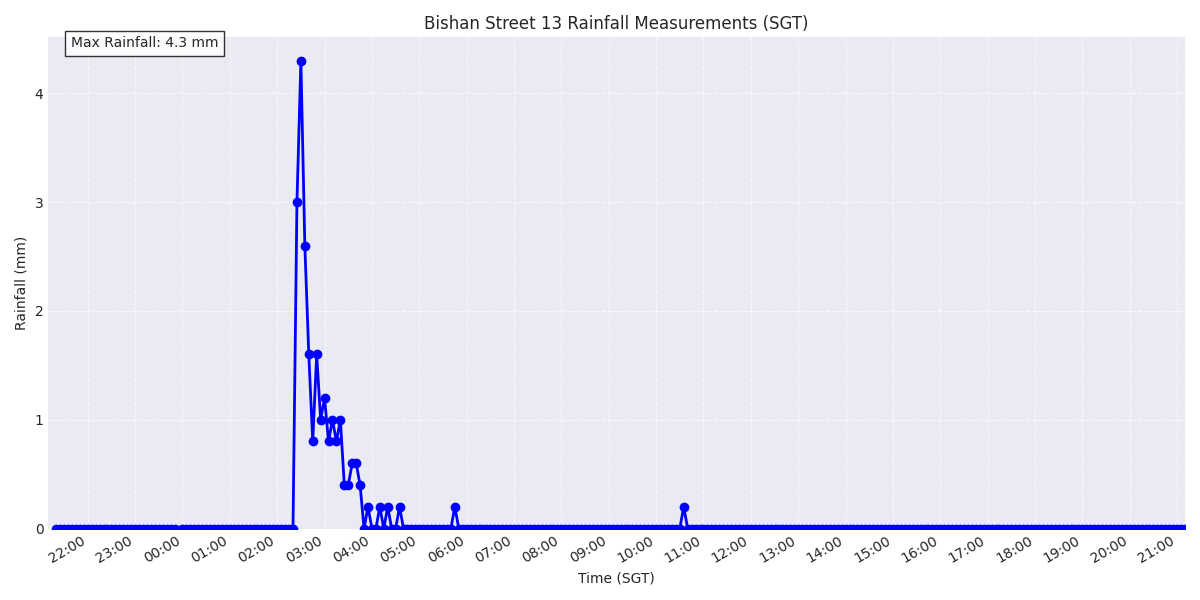 Bishan Street 13 Rainfall Measurements (SGT)
Max Rainfall: 4.3 mm
4
3
2
1
0
Rainfall (mm)
22:00 23:00 00:00 01:00 02:00 03:00 04:00 05:00 06:00 07:00 08:00 09:00 10:00 11:00 12:00 13:00 14:00 15:00 16:00 17:00 18:00 19:00 20:00 21:00
Time (SGT)